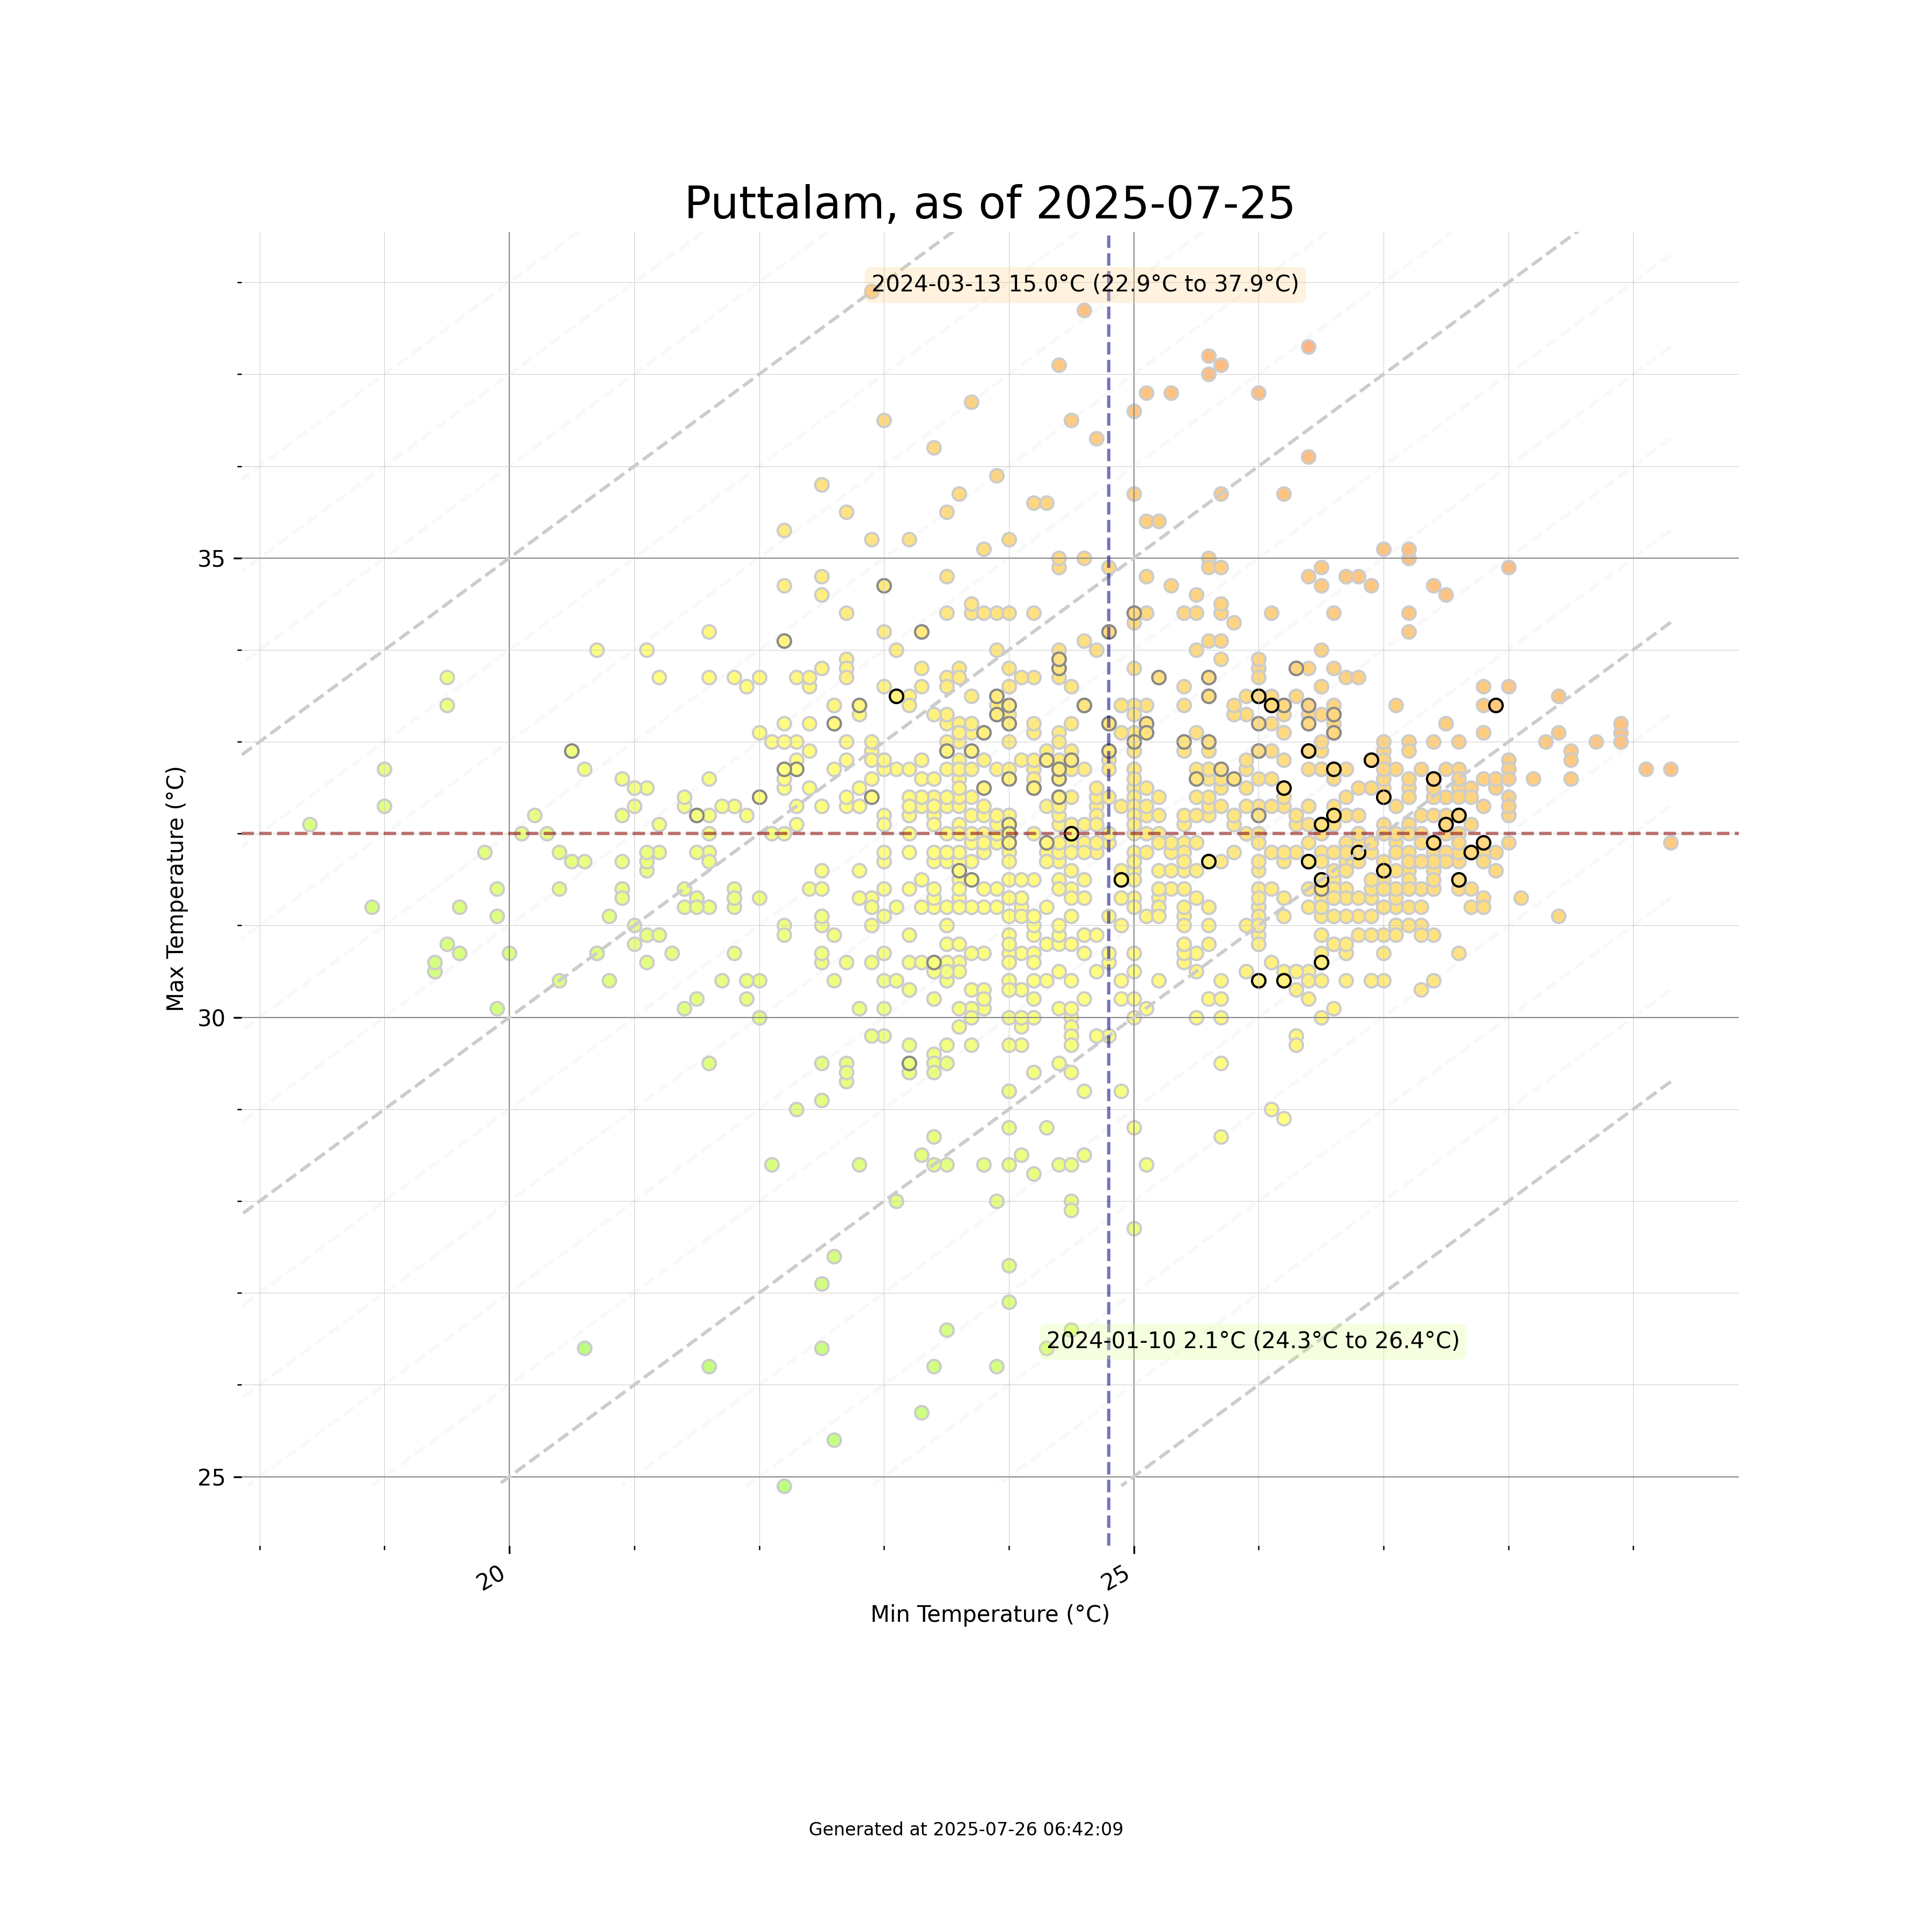 Puttalam, as of 2025-07-25
2024-03-13 15.0°C (22.9°C to 37.9°C)
Max Temperature (°C)
35
30
25
2024-01-10 2.1°C (24.3°C to 26.4°C)
20
25
Min Temperature (°C)
Generated at 2025-07-26 06:42:09